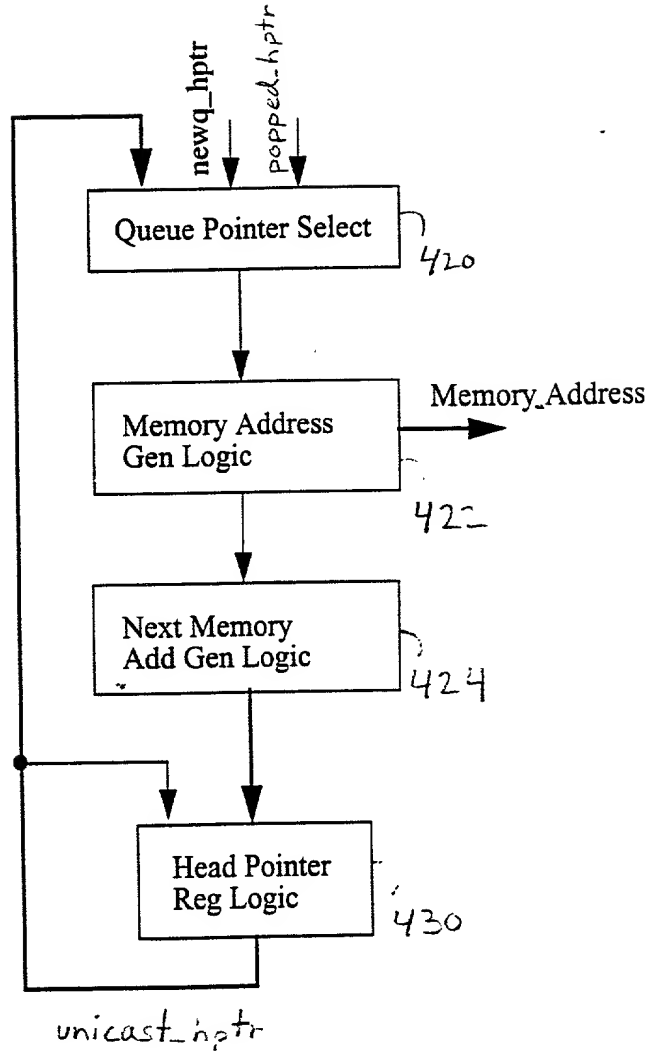 newq_hptr
popped_hptr
Queue Pointer Select
420
Memory Address
Gen Logic
Memory_Address
422
Next Memory
Add Gen Logic
424
Head Pointer
Reg Logic
430
unicast_hptr